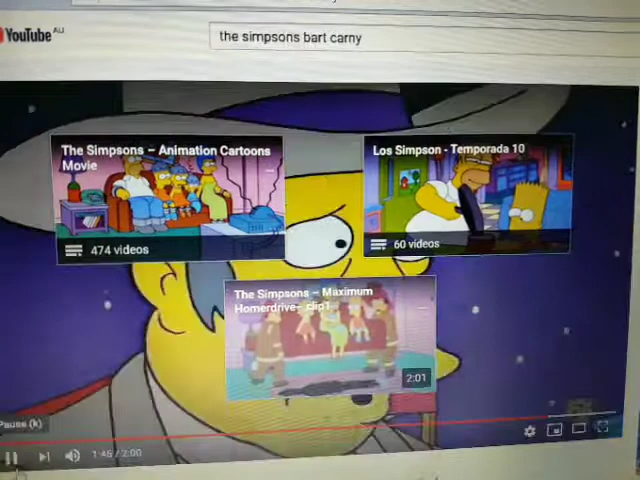 YouTube AU
the simpsons bart carny
The Simpsons – Animation Cartoons
Movie
474 videos
Los Simpson - Temporada 10
60 videos
The Simpsons – Maximum
Homerdrive- clip1
2:01
Pause (k)
1:45 / 2:00